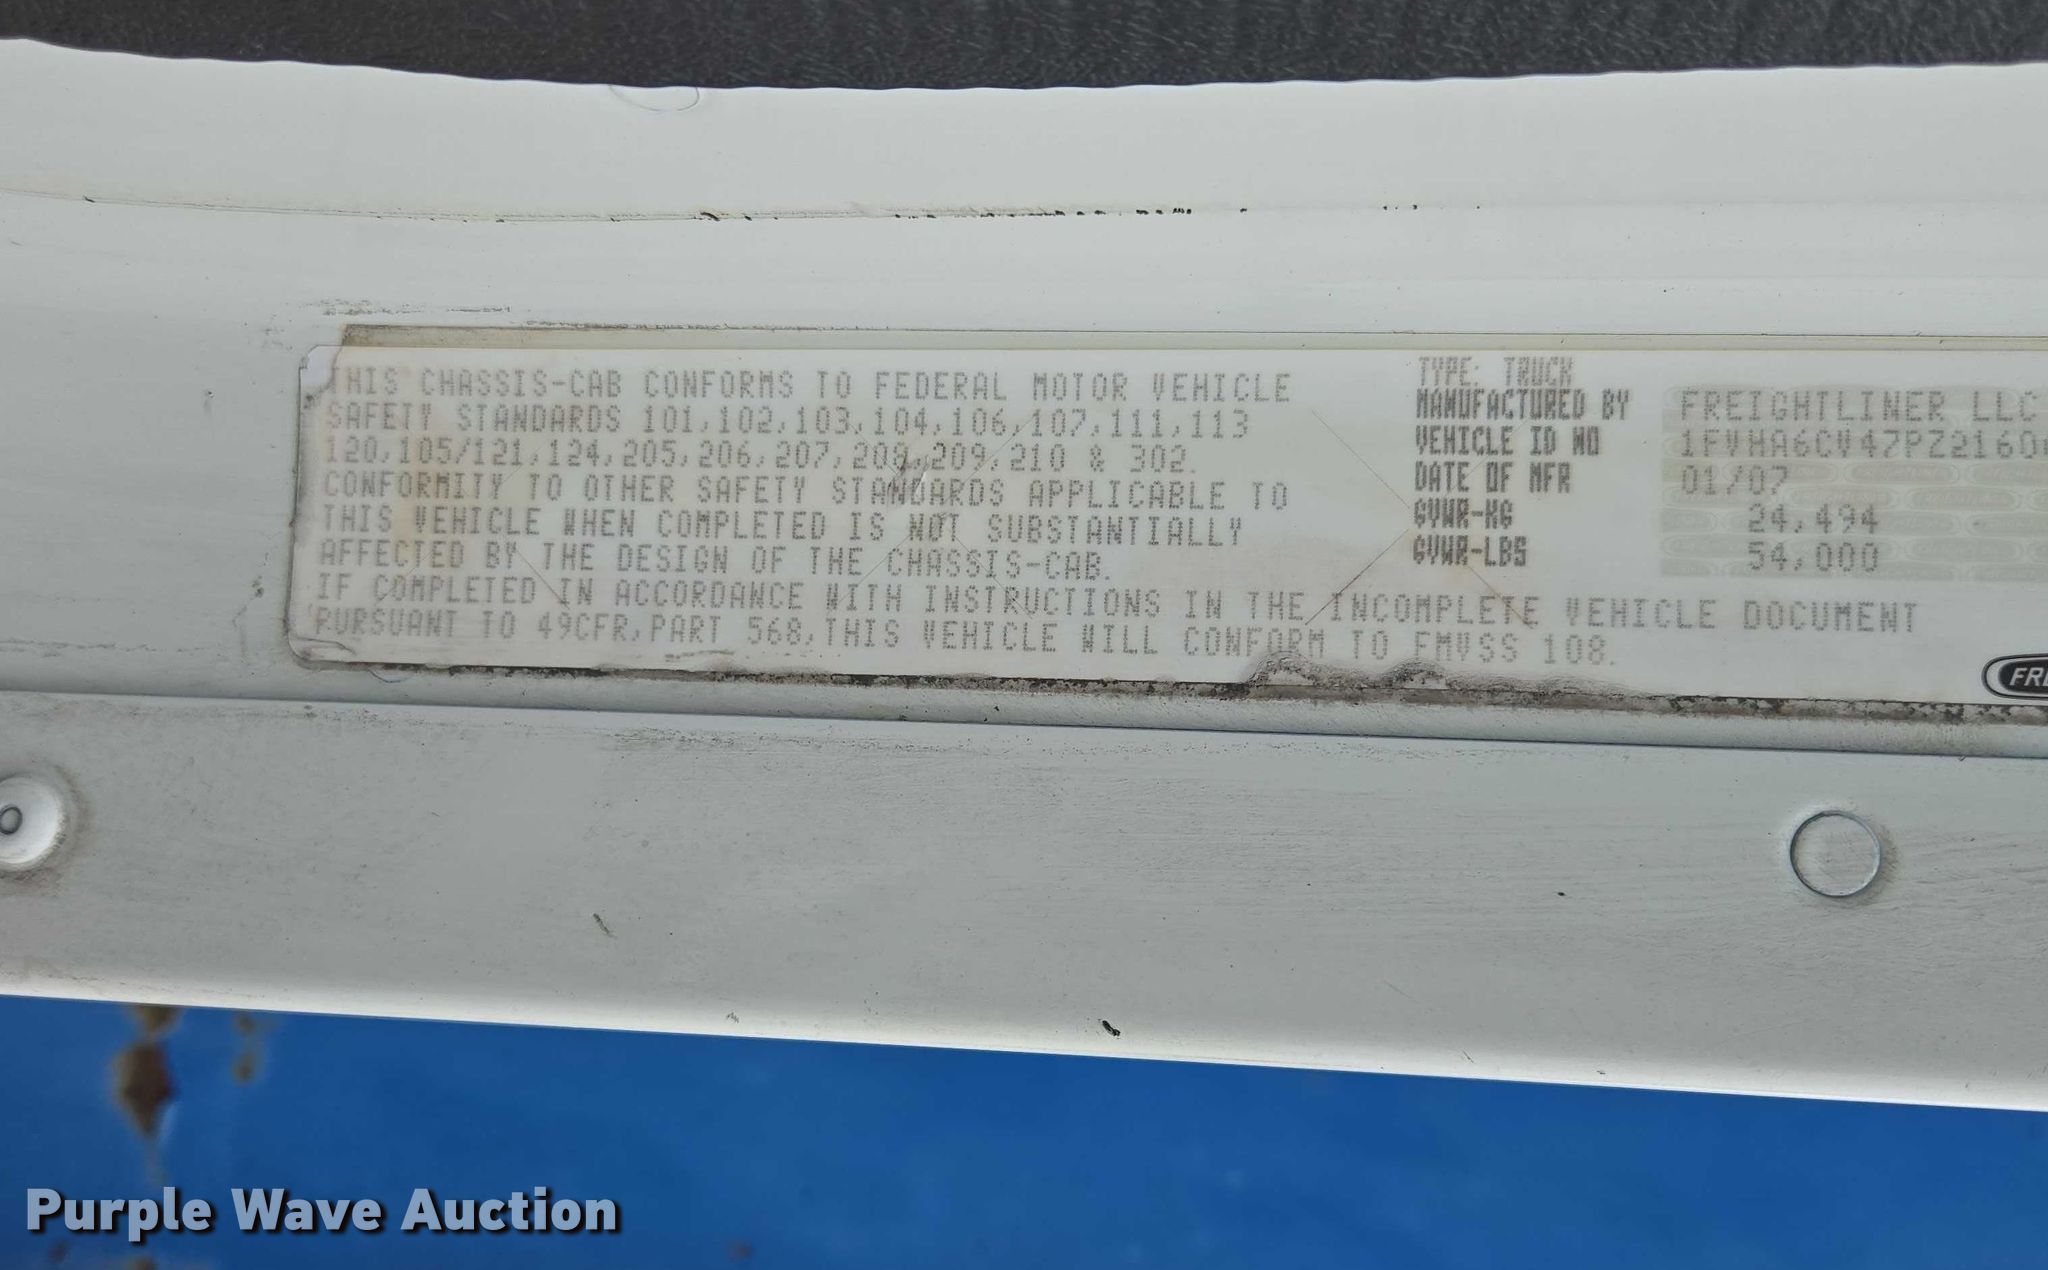 THIS CHASSIS-CAB CONFORMS TO FEDERAL MOTOR VEHICLE
SAFETY STANDARDS 101,102,103,104,106,107,111,113
120,105/121,124,205,206,207,208,209,210 & 302.
CONFORMITY TO OTHER SAFETY STANDARDS APPLICABLE TO
THIS VEHICLE WHEN COMPLETED IS NOT SUBSTANTIALLY
AFFECTED BY THE DESIGN OF THE CHASSIS-CAB.
IF COMPLETED IN ACCORDANCE WITH INSTRUCTIONS IN THE INCOMPLETE VEHICLE DOCUMENT
PURSUANT TO 49CFR,PART 568,THIS VEHICLE WILL CONFORM TO FMVSS 108.
TYPE: TRUCK
MANUFACTURED BY FREIGHTLINER LLC
VEHICLE ID NO 1FVHA6CV47PZ2160
DATE OF MFR 01/07
GVWR-KG 24,494
GVWR-LBS 54,000
FRE
Purple Wave Auction